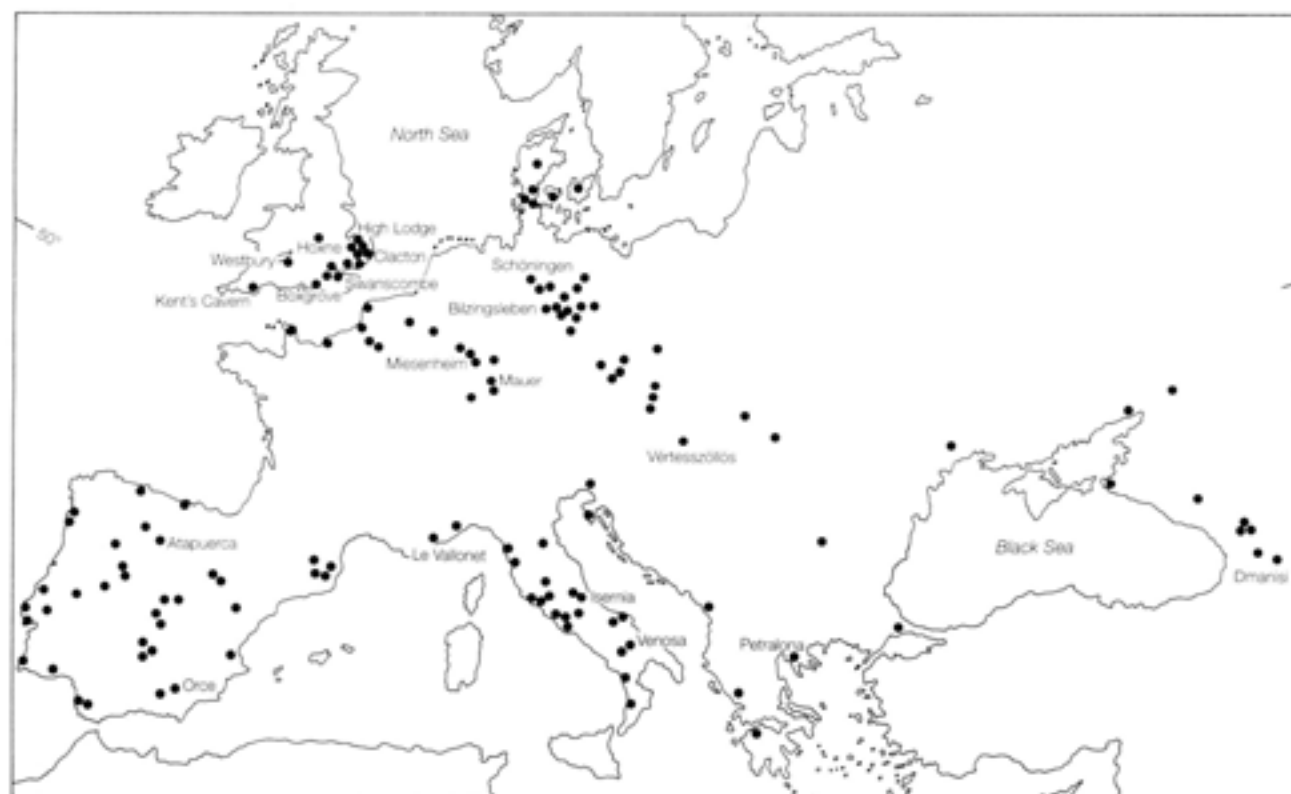 North Sea
50°
High Lodge
Hoxne
Westbury
Clacton
Schöningen
Swanscombe
Kent's Cavern
Boxgrove
Bilzingsleben
Miesenheim
Mauer
Vértesszöllös
Atapuerca
Le Vallonet
Black Sea
Dmanisi
Isernia
Venosa
Petralona
Orce